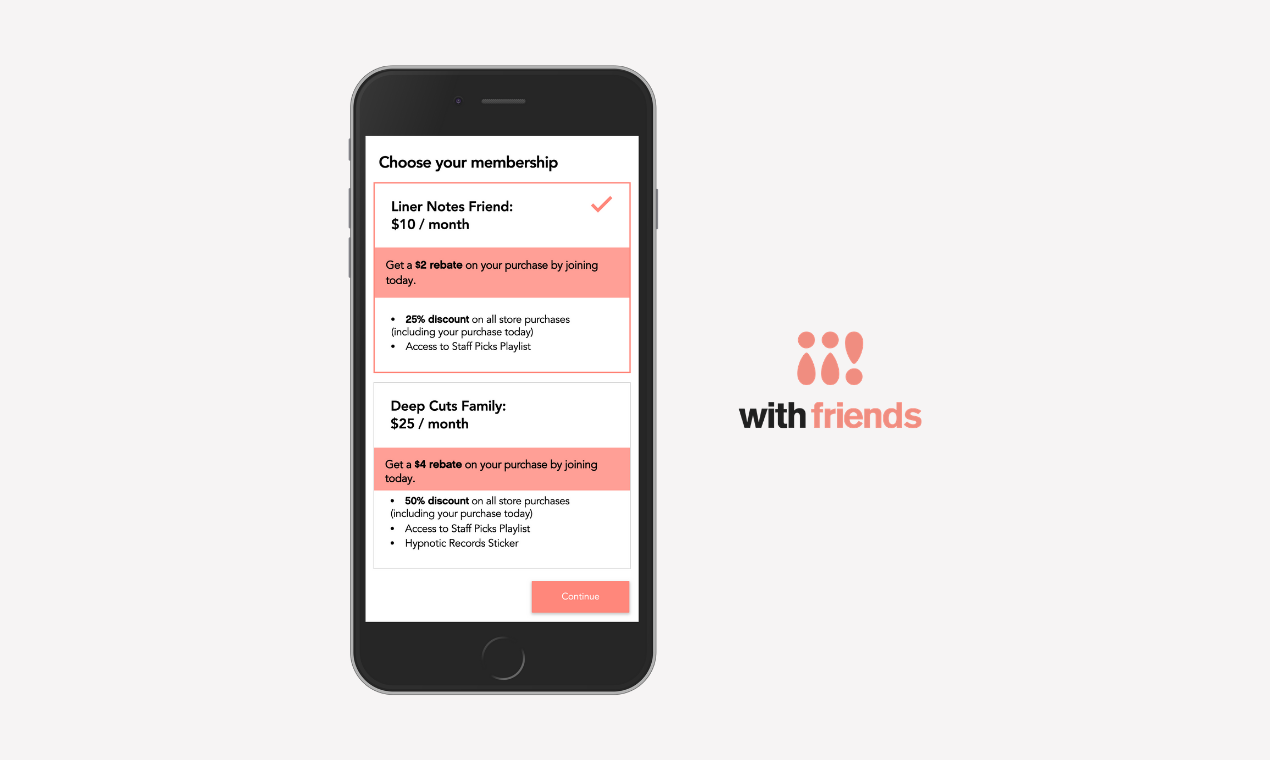 Choose your membership
Liner Notes Friend:
$10 / month
Get a $2 rebate on your purchase by joining
today.
• 25% discount on all store purchases
(including your purchase today)
• Access to Staff Picks Playlist
Deep Cuts Family:
$25 / month
Get a $4 rebate on your purchase by joining
today.
• 50% discount on all store purchases
(including your purchase today)
• Access to Staff Picks Playlist
• Hypnotic Records Sticker
Continue
with friends